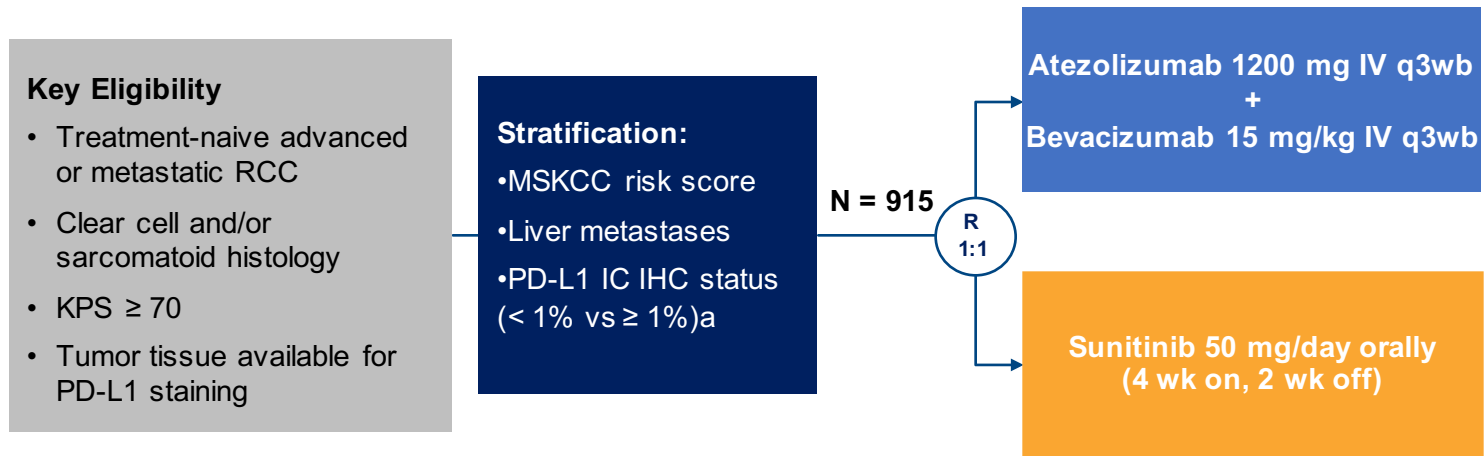 Key Eligibility
• Treatment-naive advanced
or metastatic RCC
• Clear cell and/or
sarcomatoid histology
• KPS ≥ 70
• Tumor tissue available for
PD-L1 staining
Stratification:
•MSKCC risk score
•Liver metastases
•PD-L1 IC IHC status
(< 1% vs ≥ 1%)a
N = 915
R
1:1
Atezolizumab 1200 mg IV q3wb
+
Bevacizumab 15 mg/kg IV q3wb
Sunitinib 50 mg/day orally
(4 wk on, 2 wk off)